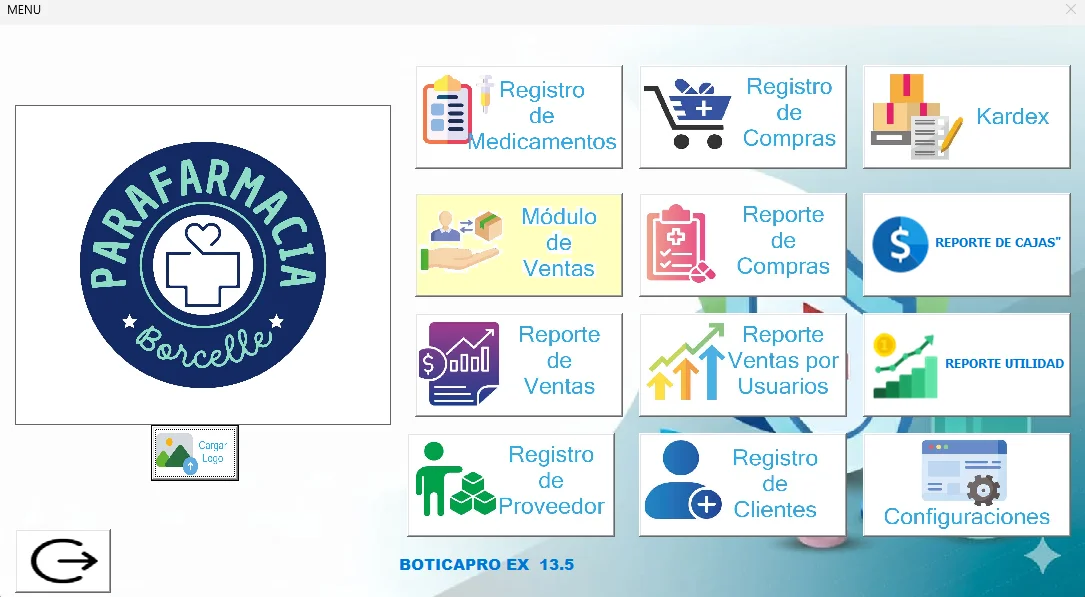 MENU
PARAFARMACIA
Borcelle
Cargar
Logo
Registro
de
Medicamentos
Registro
de
Compras
Kardex
Módulo
de
Ventas
Reporte
de
Compras
$
REPORTE DE CAJAS"
$
Reporte
de
Ventas
Reporte
Ventas por
Usuarios
1
REPORTE UTILIDAD
Registro
de
Proveedor
Registro
de
Clientes
Configuraciones
BOTICAPRO EX 13.5